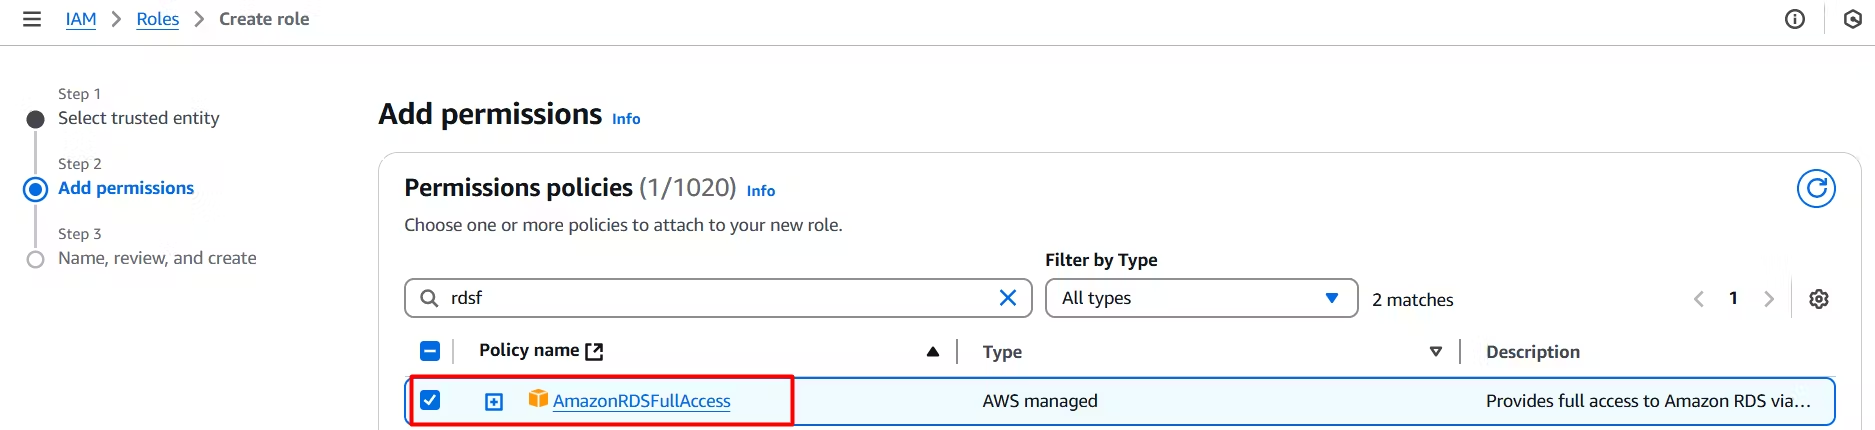 IAM > Roles > Create role
Step 1
Select trusted entity
Step 2
Add permissions
Step 3
Name, review, and create
Add permissions Info
Permissions policies (1/1020) Info
Choose one or more policies to attach to your new role.
Filter by Type
rdsf
All types
2 matches
1
Policy name
Type
Description
AmazonRDSFullAccess
AWS managed
Provides full access to Amazon RDS via...